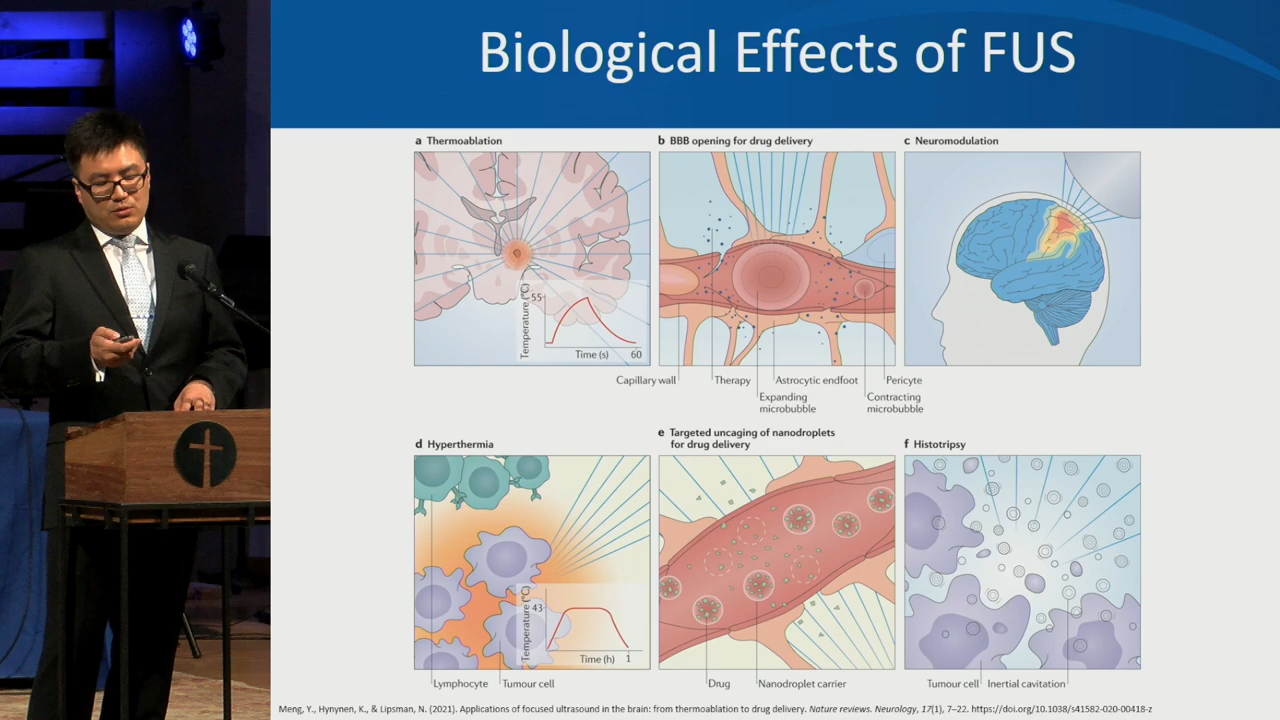 Biological Effects of FUS
a Thermoablation
Temperature (°C)
55
Time (s)
60
b BBB opening for drug delivery
Capillary wall
Therapy
Expanding
microbubble
Astrocytic endfoot
Contracting
microbubble
Pericyte
c Neuromodulation
d Hyperthermia
Temperature (°C)
43
Time (h)
1
Lymphocyte
Tumour cell
e Targeted uncaging of nanodroplets
for drug delivery
Drug
Nanodroplet carrier
f Histotripsy
Tumour cell
Inertial cavitation
Meng, Y., Hynynen, K., & Lipsman, N. (2021). Applications of focused ultrasound in the brain: from thermoablation to drug delivery. Nature reviews. Neurology, 17(1), 7–22. https://doi.org/10.1038/s41582-020-00418-z